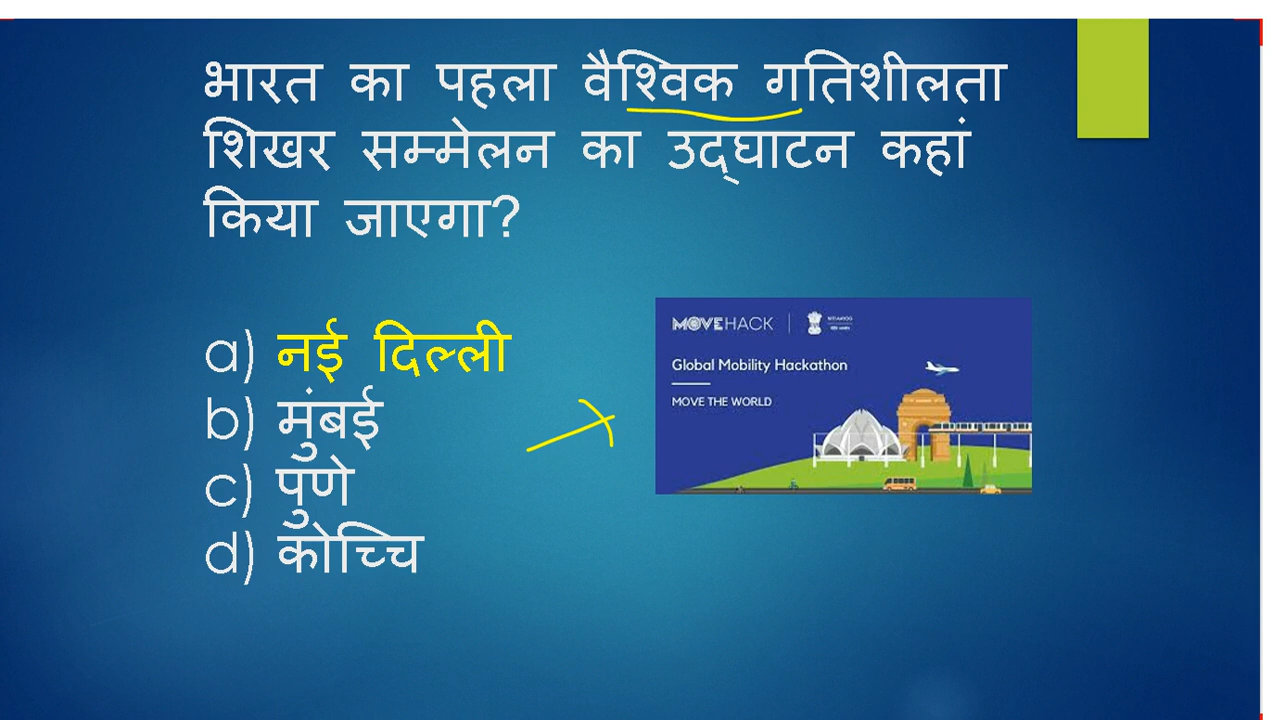 भारत का पहला वैश्विक गतिशीलता
शिखर सम्मेलन का उद्घाटन कहां
किया जाएगा?
a) नई दिल्ली
b) मुंबई
c) पुणे
d) कोच्चि
MOVEHACK
Global Mobility Hackathon
MOVE THE WORLD